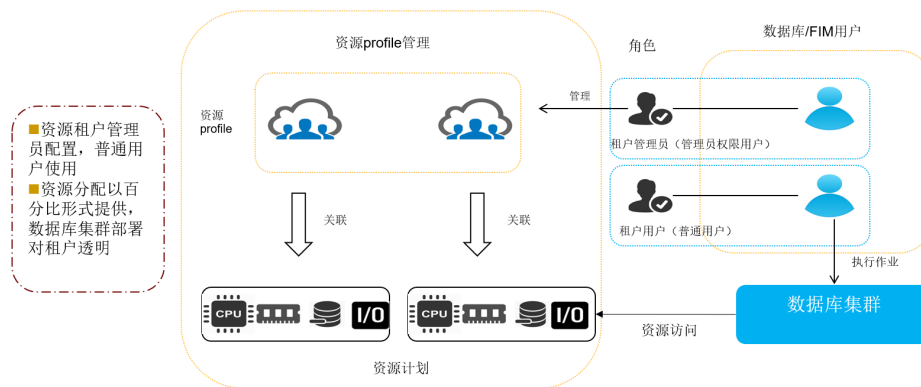 资源profile管理
角色
数据库/FIM用户
资源
profile
管理
租户管理员（管理员权限用户）
■资源租户管理
员配置，普通用
户使用
■资源分配以百
分比形式提供，
数据库集群部署
对租户透明
关联
关联
租户用户（普通用户）
执行作业
CPU
I/O
CPU
I/O
数据库集群
资源访问
资源计划